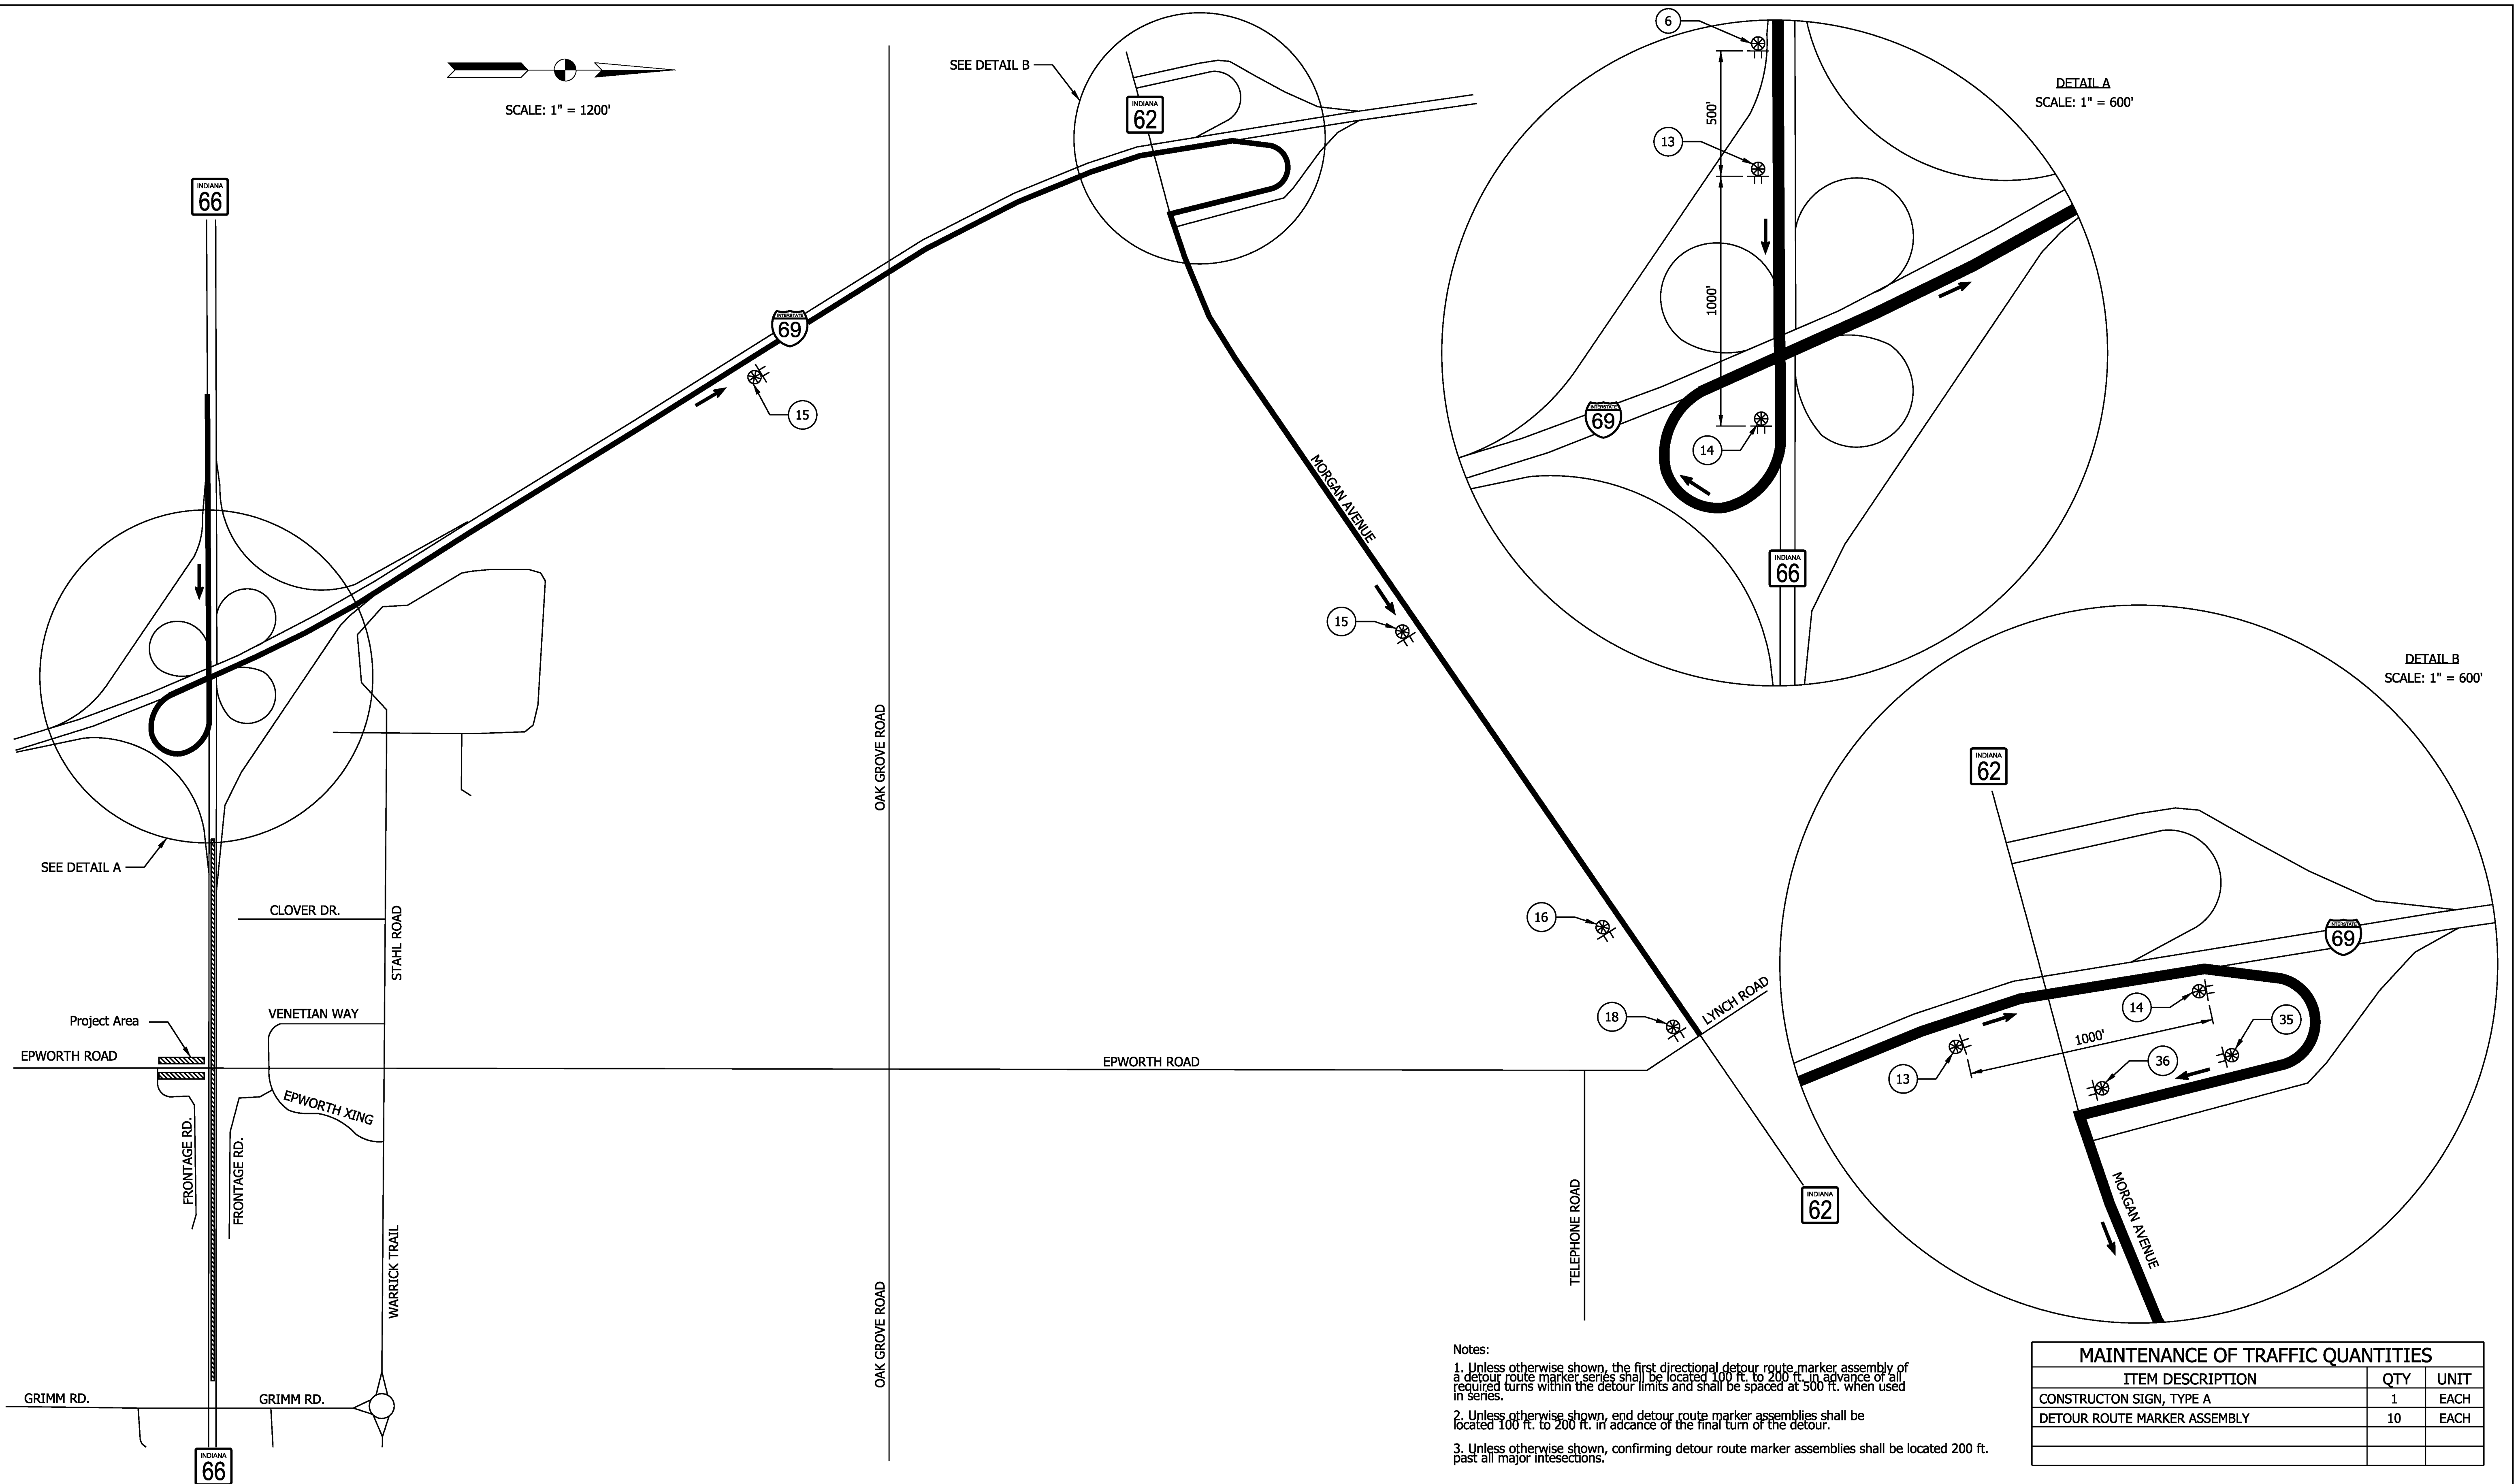 SCALE: 1" = 1200'
SEE DETAIL B
INDIANA
62
INDIANA
66
INTERSTATE
69
15
SEE DETAIL A
OAK GROVE ROAD
MORGAN AVENUE
15
16
18
LYNCH ROAD
CLOVER DR.
STAHL ROAD
VENETIAN WAY
Project Area
EPWORTH ROAD
EPWORTH ROAD
EPWORTH XING
FRONTAGE RD.
FRONTAGE RD.
WARRICK TRAIL
OAK GROVE ROAD
TELEPHONE ROAD
INDIANA
62
GRIMM RD.
GRIMM RD.
INDIANA
66
DETAIL A
SCALE: 1" = 600'
6
500'
13
1000'
INTERSTATE
69
14
INDIANA
66
DETAIL B
SCALE: 1" = 600'
INDIANA
62
INTERSTATE
69
14
35
1000'
13
36
MORGAN AVENUE
Notes:
1. Unless otherwise shown, the first directional detour route marker assembly of
a detour route marker series shall be located 100 ft. to 200 ft. in advance of all
required turns within the detour limits and shall be spaced at 500 ft. when used
in series.
2. Unless otherwise shown, end detour route marker assemblies shall be
located 100 ft. to 200 ft. in adcance of the final turn of the detour.
3. Unless otherwise shown, confirming detour route marker assemblies shall be located 200 ft.
past all major intesections.
MAINTENANCE OF TRAFFIC QUANTITIES
ITEM DESCRIPTION QTY UNIT
CONSTRUCTON SIGN, TYPE A 1 EACH
DETOUR ROUTE MARKER ASSEMBLY 10 EACH